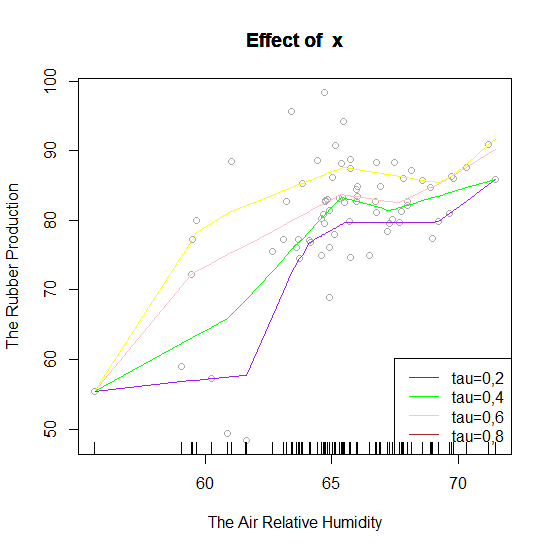 Effect of x
The Rubber Production
100
90
80
70
60
50
tau=0,2
tau=0,4
tau=0,6
tau=0,8
60
65
70
The Air Relative Humidity